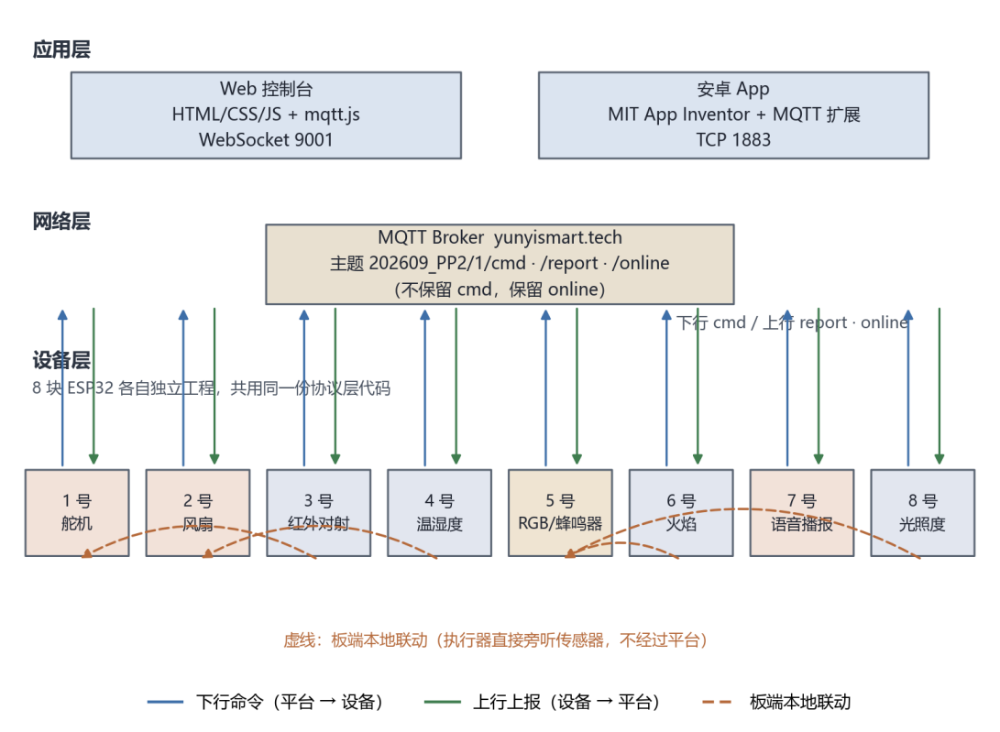 应用层
Web 控制台
HTML/CSS/JS + mqtt.js
WebSocket 9001
安卓 App
MIT App Inventor + MQTT 扩展
TCP 1883
网络层
MQTT Broker  yunyismart.tech
主题 202609_PP2/1/cmd · /report · /online
（不保留 cmd，保留 online）
下行 cmd / 上行 report · online
设备层
8 块 ESP32 各自独立工程，共用同一份协议层代码
1 号
舵机
2 号
风扇
3 号
红外对射
4 号
温湿度
5 号
RGB/蜂鸣器
6 号
火焰
7 号
语音播报
8 号
光照度
虚线：板端本地联动（执行器直接旁听传感器，不经过平台）
下行命令（平台 → 设备）
上行上报（设备 → 平台）
板端本地联动